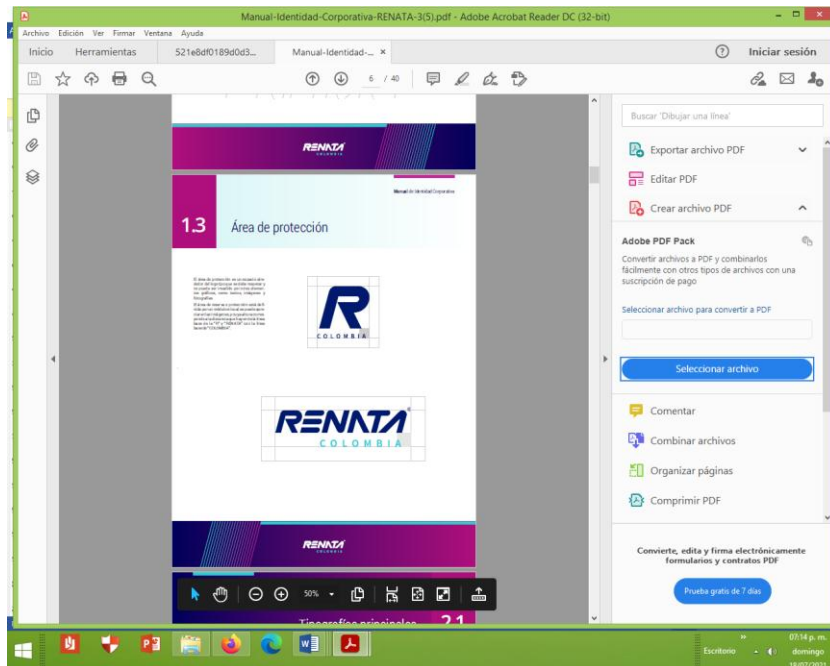 Manual-Identidad-Corporativa-RENATA-3(5).pdf - Adobe Acrobat Reader DC (32-bit)
Archivo Edición Ver Firmar Ventana Ayuda
Inicio Herramientas 521e8df0189d0d3... Manual-Identidad-... × Iniciar sesión
6 / 40
RENATA
COLOMBIA
Manual de Identidad Corporativa
1.3 Área de protección
R
COLOMBIA
RENATA
COLOMBIA
RENATA
COLOMBIA
50%
Tipografías principales 2.1
Buscar 'Dibujar una línea'
Exportar archivo PDF
Editar PDF
Crear archivo PDF
Adobe PDF Pack
Convertir archivos a PDF y combinarlos
fácilmente con otros tipos de archivos con una
suscripción de pago
Seleccionar archivo para convertir a PDF
Seleccionar archivo
Comentar
Combinar archivos
Organizar páginas
Comprimir PDF
Convierte, edita y firma electrónicamente
formularios y contratos PDF
Prueba gratis de 7 días
07:14 p. m.
Escritorio domingo
18/07/2021